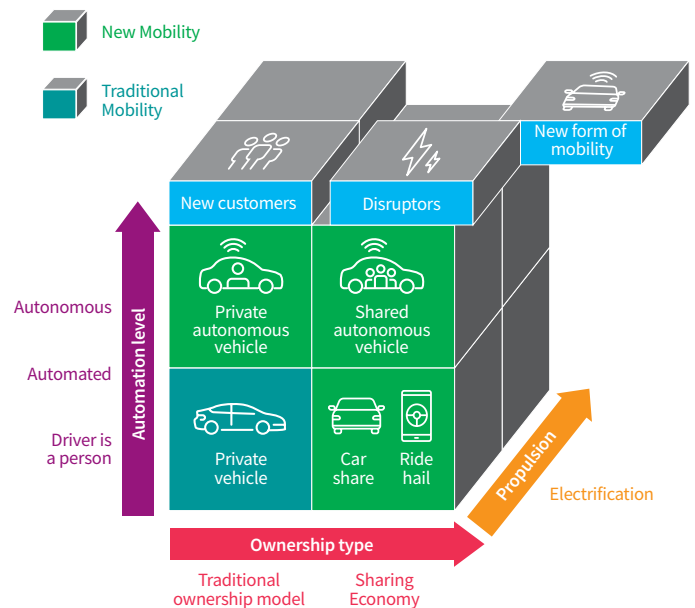 New Mobility
Traditional
Mobility
New form of
mobility
New customers
Disruptors
Automation level
Autonomous
Automated
Driver is
a person
Private
autonomous
vehicle
Shared
autonomous
vehicle
Private
vehicle
Car
share
Ride
hail
Propulsion
Electrification
Ownership type
Traditional
ownership model
Sharing
Economy